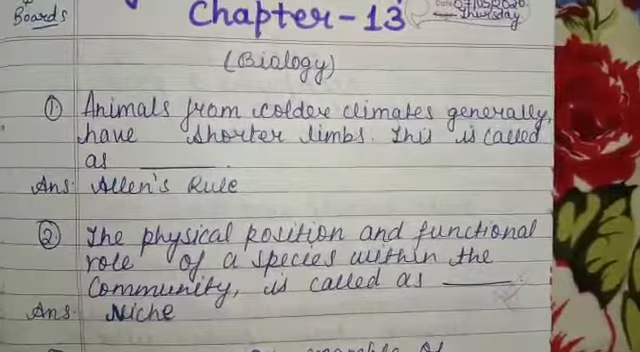 Boards
Chapter-13
Thursday
(Biology)
① Animals from colder climates generally,
have shorter limbs. This is called
as ______.
Ans. Allen's Rule
② The physical position and functional
role of a species within the
Community, is called as ______.
Ans. Niche
of